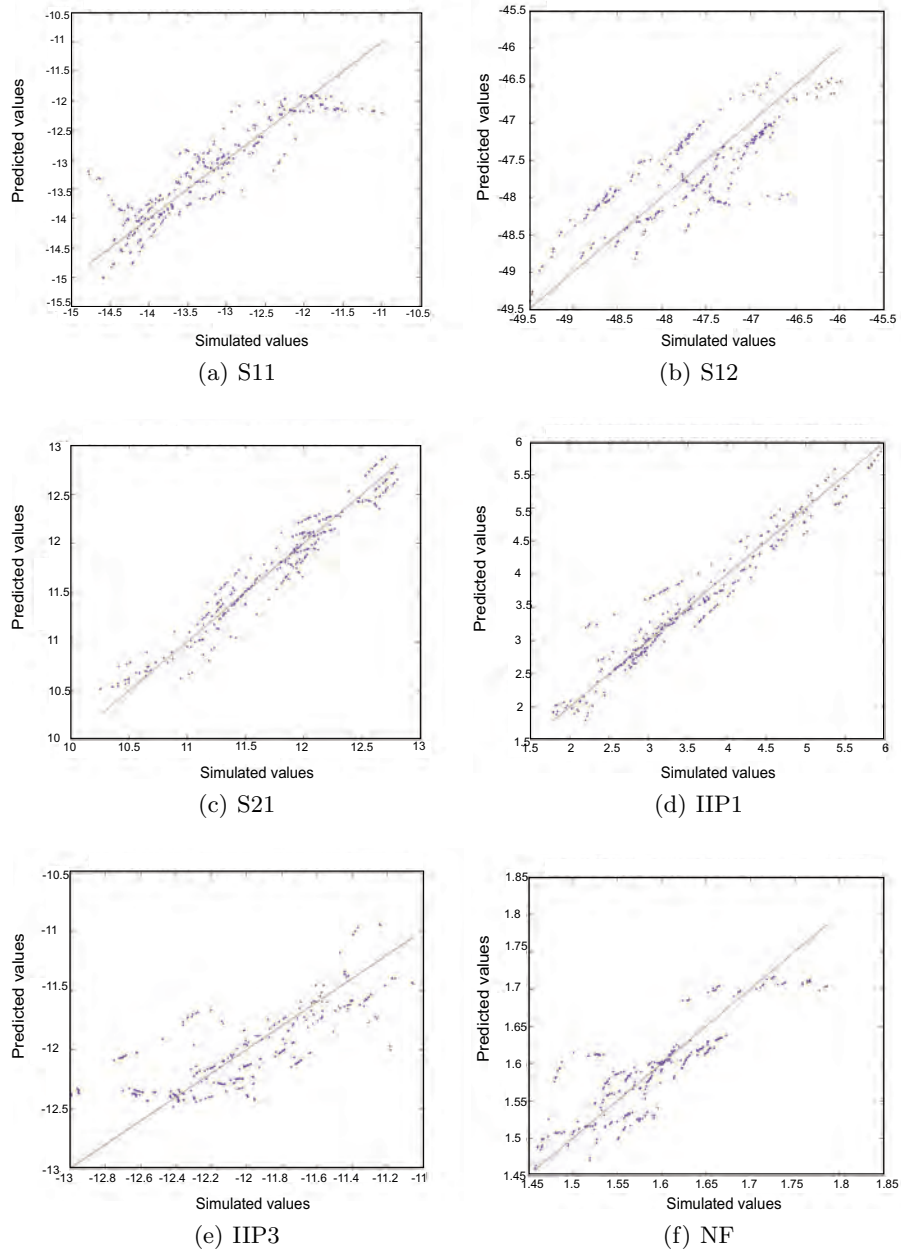 -10.5
-11
-11.5
-12
-12.5
-13
-13.5
-14
-14.5
-15
-15.5
Predicted values
-15 -14.5 -14 -13.5 -13 -12.5 -12 -11.5 -11 -10.5
Simulated values
(a) S11
-45.5
-46
-46.5
-47
-47.5
-48
-48.5
-49
-49.5
Predicted values
-49.5 -49 -48.5 -48 -47.5 -47 -46.5 -46 -45.5
Simulated values
(b) S12
13
12.5
12
11.5
11
10.5
10
Predicted values
10 10.5 11 11.5 12 12.5 13
Simulated values
(c) S21
6
5.5
5.5
4.5
4
3.5
3
2.5
2
1.5
Predicted values
1.5 2 2.5 3 3.5 4 4.5 5 5.5 6
Simulated values
(d) IIP1
-10.5
-11
-11.5
-12
-12.5
-13
Predicted values
-13 -12.8 -12.6 -12.4 -12.2 -12 -11.8 -11.6 -11.4 -11.2 -11
Simulated values
(e) IIP3
1.85
1.8
1.75
1.7
1.65
1.6
1.55
1.5
1.45
Predicted values
1.45 1.5 1.55 1.6 1.65 1.7 1.75 1.8 1.85
Simulated values
(f) NF